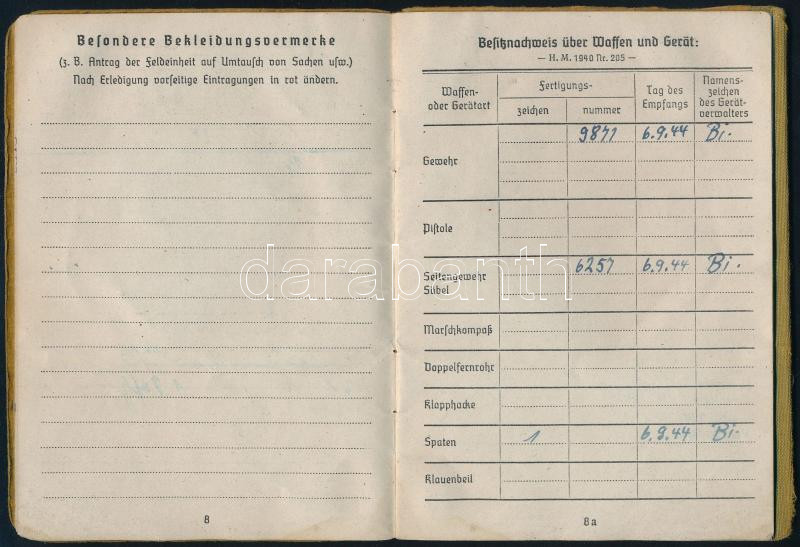 Besondere Bekleidungsvermerke
(z. B. Antrag der Feldeinheit auf Umtausch von Sachen usw.)
Nach Erledigung vorseitige Eintragungen in rot ändern.
8
Besitznachweis über Waffen und Gerät:
— H. M. 1940 Nr. 205 —
Waffen- oder Geräteart Fertigungs- zeichen nummer Tag des Empfangs Namens- zeichen des Gerät- verwalters
Gewehr 9871 6.9.44 Bi.
Pistole
Seitengewehr 6257 6.9.44 Bi.
Säbel
Marschkompaß
Doppelfernrohr
Klapphacke
Spaten 1 6.9.44 Bi.
Klauenbeil
8a
darabanth